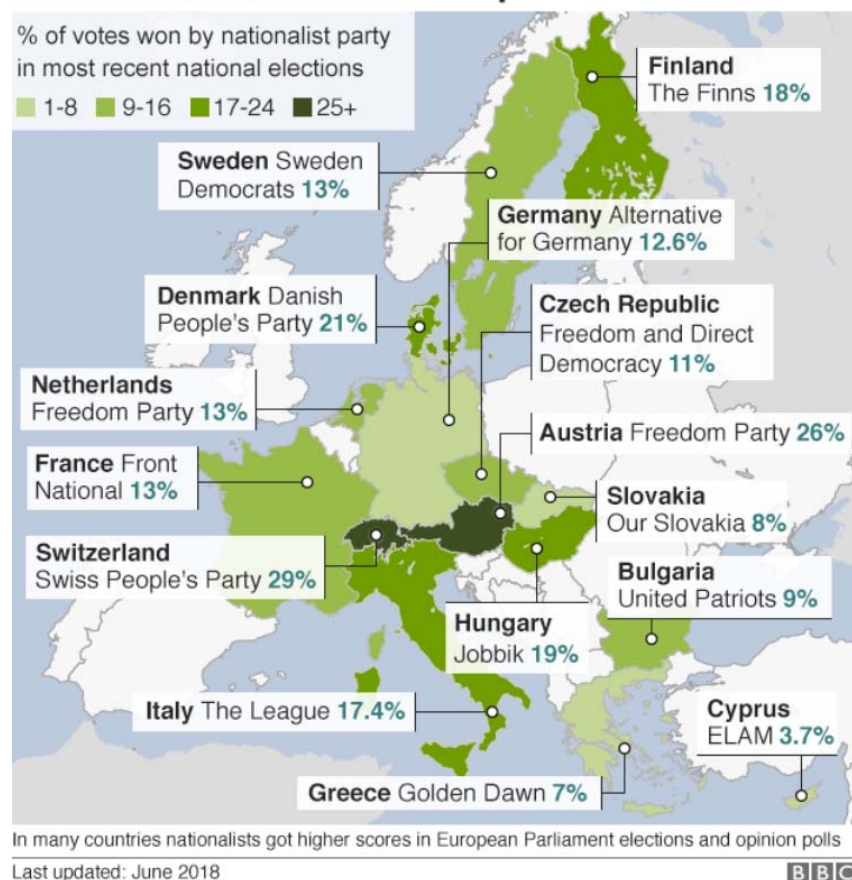 % of votes won by nationalist party
in most recent national elections
1-8 9-16 17-24 25+
Finland
The Finns 18%
Sweden Sweden
Democrats 13%
Germany Alternative
for Germany 12.6%
Denmark Danish
People's Party 21%
Czech Republic
Freedom and Direct
Democracy 11%
Netherlands
Freedom Party 13%
Austria Freedom Party 26%
France Front
National 13%
Slovakia
Our Slovakia 8%
Switzerland
Swiss People's Party 29%
Bulgaria
United Patriots 9%
Hungary
Jobbik 19%
Italy The League 17.4%
Cyprus
ELAM 3.7%
Greece Golden Dawn 7%
In many countries nationalists got higher scores in European Parliament elections and opinion polls
Last updated: June 2018
BBC